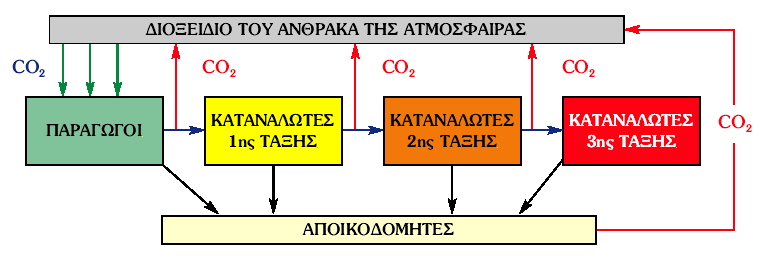 ΔΙΟΞΕΙΔΙΟ ΤΟΥ ΑΝΘΡΑΚΑ ΤΗΣ ΑΤΜΟΣΦΑΙΡΑΣ
CO₂
CO₂
CO₂
CO₂
ΠΑΡΑΓΩΓΟΙ
ΚΑΤΑΝΑΛΩΤΕΣ
1ης ΤΑΞΗΣ
ΚΑΤΑΝΑΛΩΤΕΣ
2ης ΤΑΞΗΣ
ΚΑΤΑΝΑΛΩΤΕΣ
3ης ΤΑΞΗΣ
CO₂
ΑΠΟΙΚΟΔΟΜΗΤΕΣ